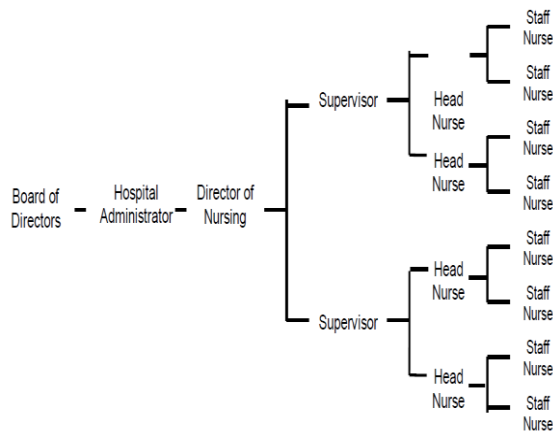 Board of
Directors
Hospital
Administrator
Director of
Nursing
Supervisor
Head
Nurse
Staff
Nurse
Staff
Nurse
Head
Nurse
Staff
Nurse
Staff
Nurse
Supervisor
Head
Nurse
Staff
Nurse
Staff
Nurse
Head
Nurse
Staff
Nurse
Staff
Nurse